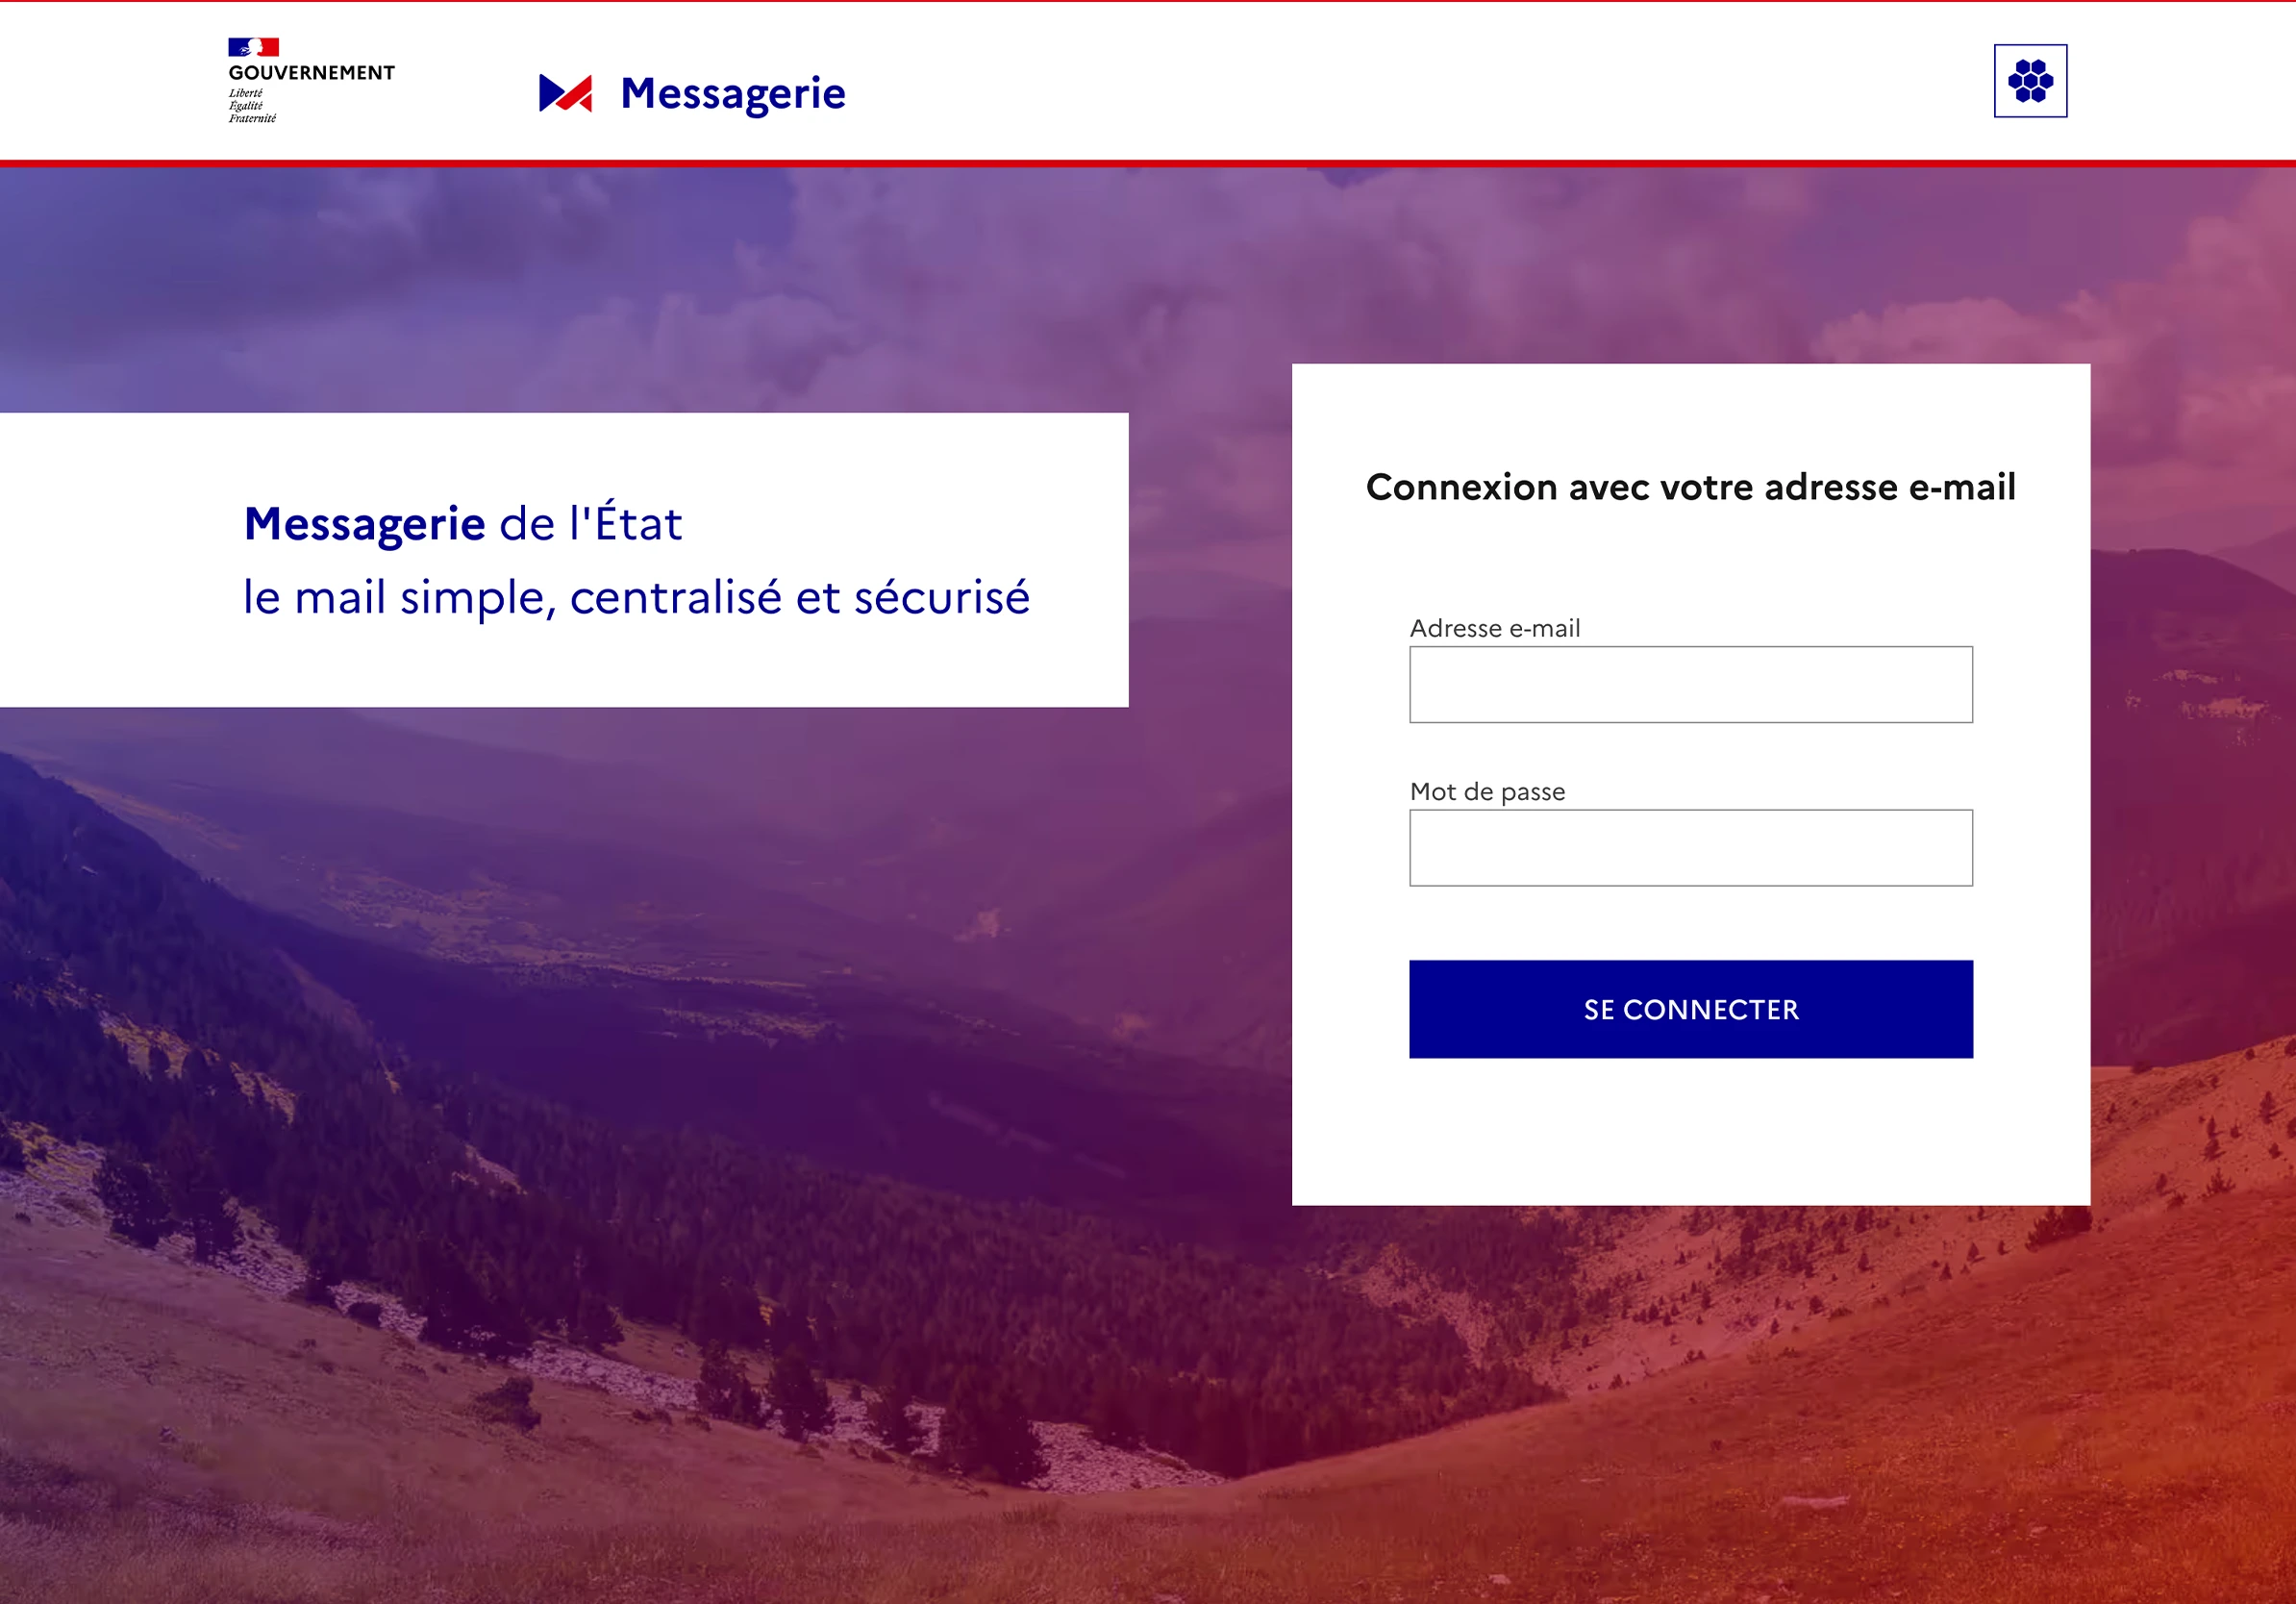 GOUVERNEMENT
Liberté
Égalité
Fraternité
Messagerie
Messagerie de l'État
le mail simple, centralisé et sécurisé
Connexion avec votre adresse e-mail
Adresse e-mail
Mot de passe
SE CONNECTER